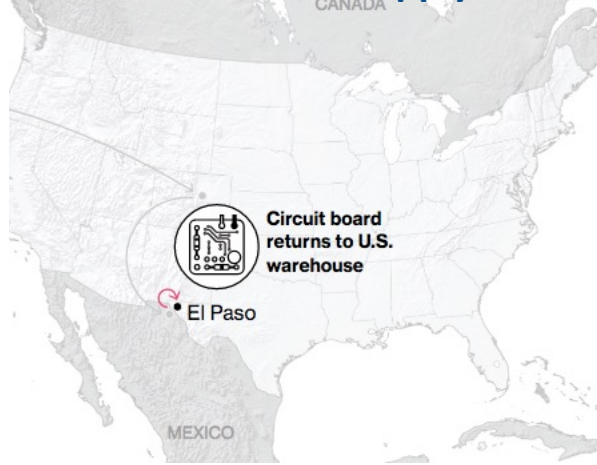 CANADA
Circuit board
returns to U.S.
warehouse
El Paso
MEXICO